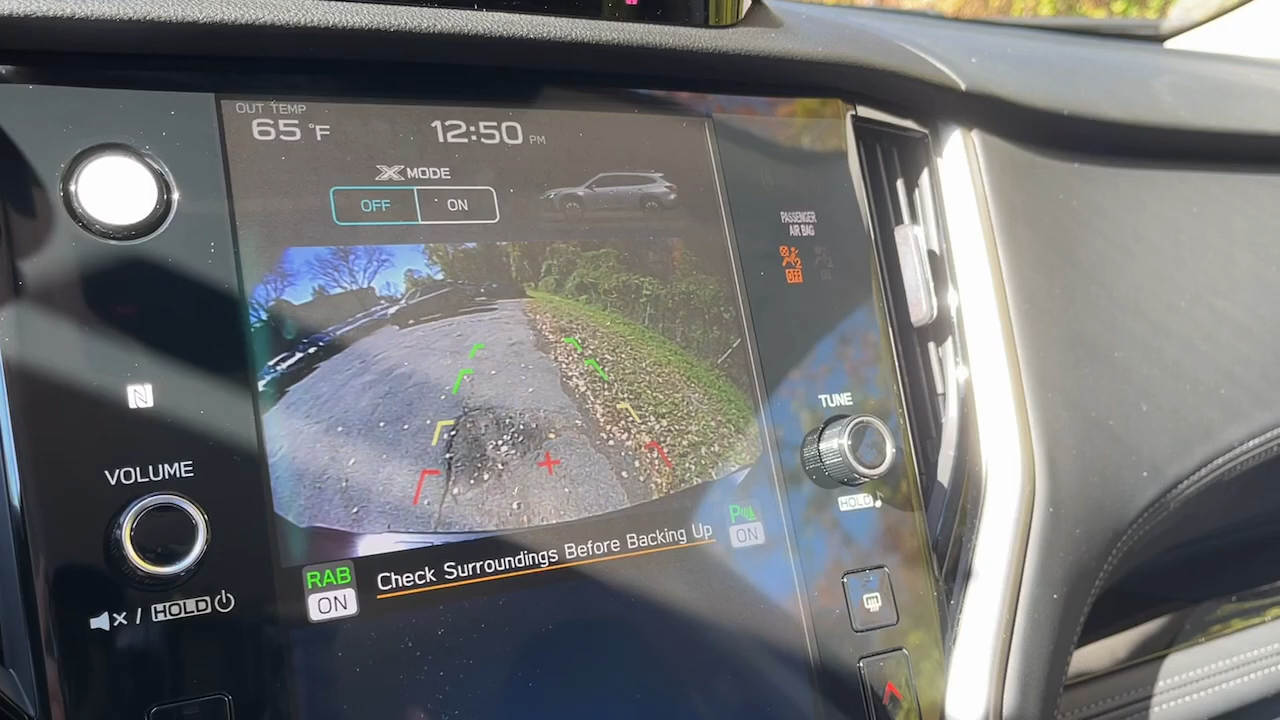 OUT TEMP
65 °F
12:50 PM
X MODE
OFF
ON
PASSENGER
AIR BAG
OFF
TUNE
HOLD
VOLUME
/ HOLD
RAB
ON
Check Surroundings Before Backing Up
P
ON